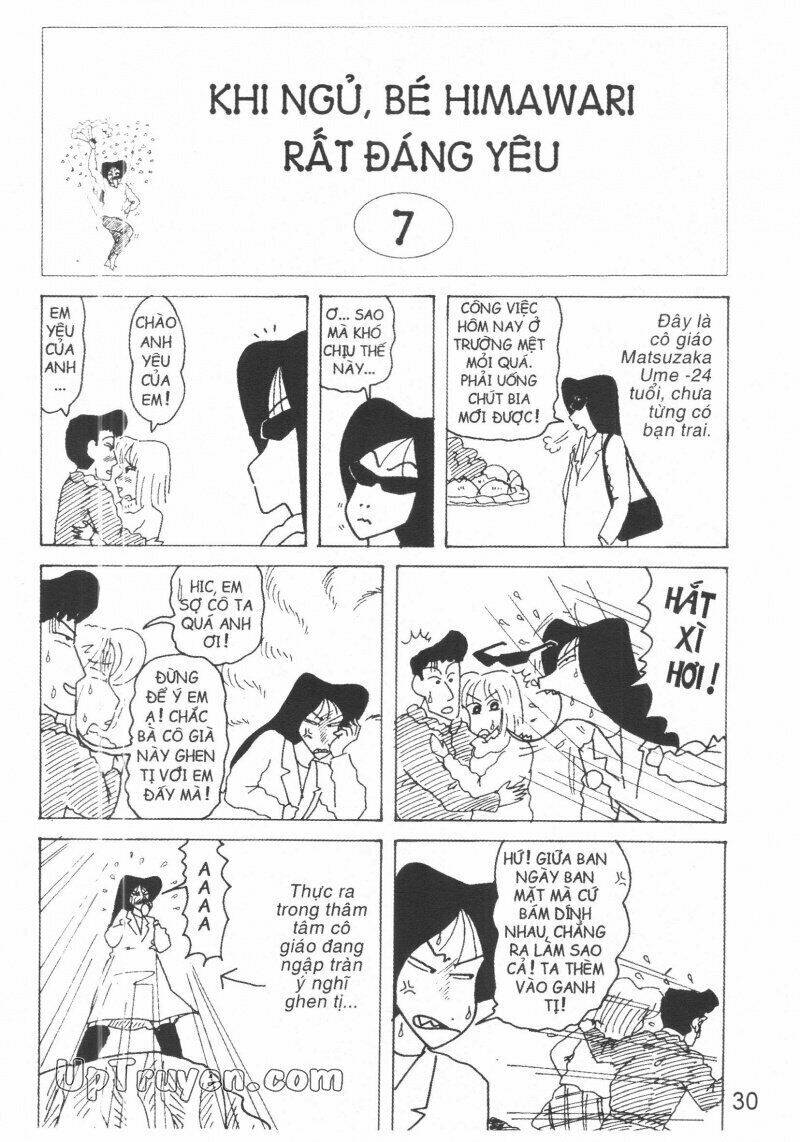 KHI NGỦ, BÉ HIMAWARI
RẤT ĐÁNG YÊU
7
Đây là
cô giáo
Matsuzaka
Ume -24
tuổi, chưa
từng có
bạn trai.
CÔNG VIỆC
HÔM NAY Ở
TRƯỜNG MỆT
MỎI QUÁ.
PHẢI UỐNG
CHÚT BIA
MỚI ĐƯỢC!
Ơ... SAO
MÀ KHÓ
CHỊU THẾ
NÀY...
CHÀO
ANH
YÊU
CỦA
EM!
EM
YÊU
CỦA
ANH
...
HẮT
XÌ
HƠI!
HIC, EM
SỢ CÔ TA
QUÁ ANH
ƠI!
ĐỪNG
ĐỂ Ý EM
Ạ! CHẮC
BÀ CÔ GIÀ
NÀY GHEN
TỊ VỚI EM
ĐẤY MÀ!
HỨ! GIỮA BAN
NGÀY BAN
MẶT MÀ CỨ
BÁM DÍNH
NHAU, CHẲNG
RA LÀM SAO
CẢ! TA THÈM
VÀO GANH
TỊ!
Thực ra
trong thâm
tâm cô
giáo đang
ngập tràn
ý nghĩ
ghen tị...
A
A
A
A
UpTruyen.com
30